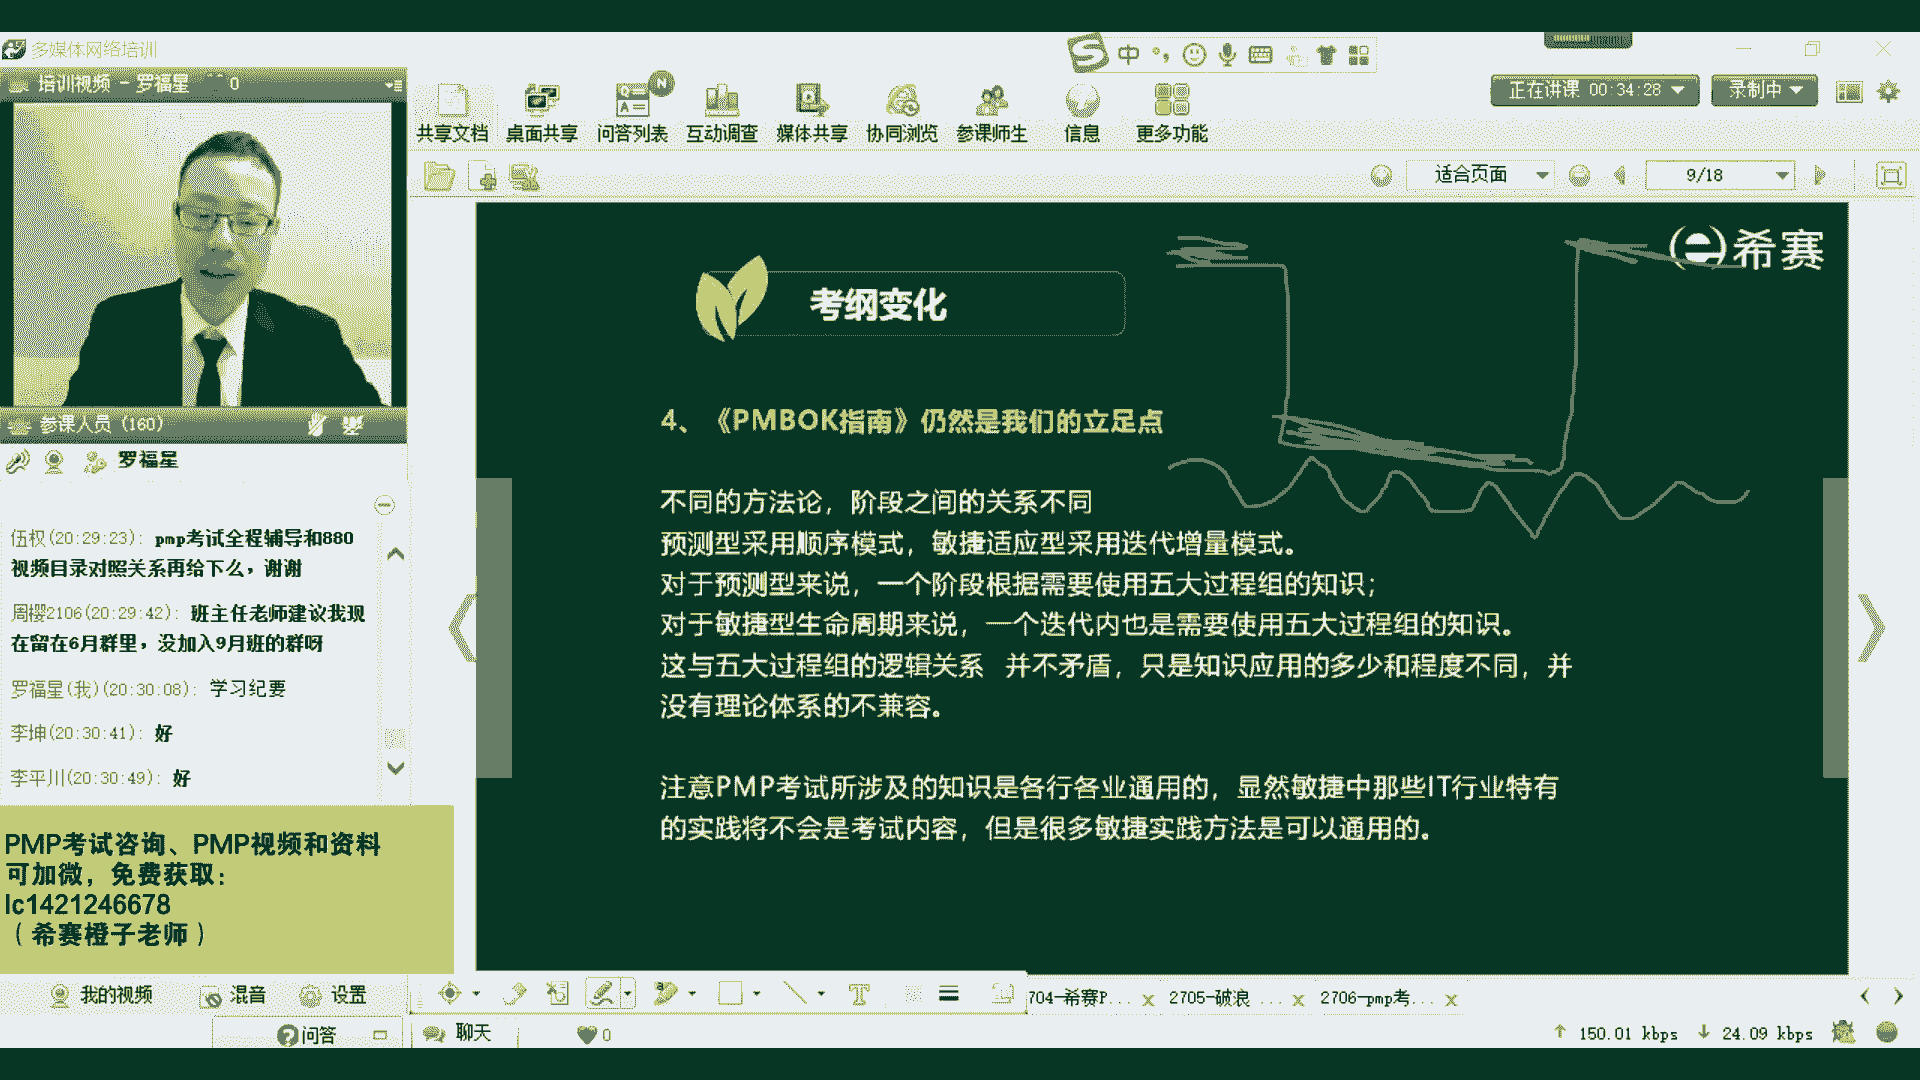 多媒体网络培训
培训视频 - 罗福星 0
中
正在讲课 00:34:28
录制中
共享文档 桌面共享 问答列表 互动调查 媒体共享 协同浏览 参课师生 信息 更多功能
适合页面
9/18
希赛
考纲变化
4、《PMBOK指南》仍然是我们的立足点
不同的方法论，阶段之间的关系不同
预测型采用顺序模式，敏捷适应型采用迭代增量模式。
对于预测型来说，一个阶段根据需要使用五大过程组的知识；
对于敏捷型生命周期来说，一个迭代内也是需要使用五大过程组的知识。
这与五大过程组的逻辑关系 并不矛盾，只是知识应用的多少和程度不同，并
没有理论体系的不兼容。
注意PMP考试所涉及的知识是各行各业通用的，显然敏捷中那些IT行业特有
的实践将不会是考试内容，但是很多敏捷实践方法是可以通用的。
参课人员（160）
罗福星
伍权(20:29:23)： pmp考试全程辅导和880
视频目录对照关系再给下么，谢谢
周樱2106(20:29:42)： 班主任老师建议我现
在留在6月群里，没加入9月班的群呀
罗福星(我)(20:30:08)： 学习纪要
李坤(20:30:41)： 好
李平川(20:30:49)： 好
PMP考试咨询、PMP视频和资料
可加微，免费获取：
lc1421246678
（希赛橙子老师）
我的视频 混音 设置
704-希赛P... x 2705-破浪 ... x 2706-pmp考... x
问答
聊天
0
150.01 kbps 24.09 kbps